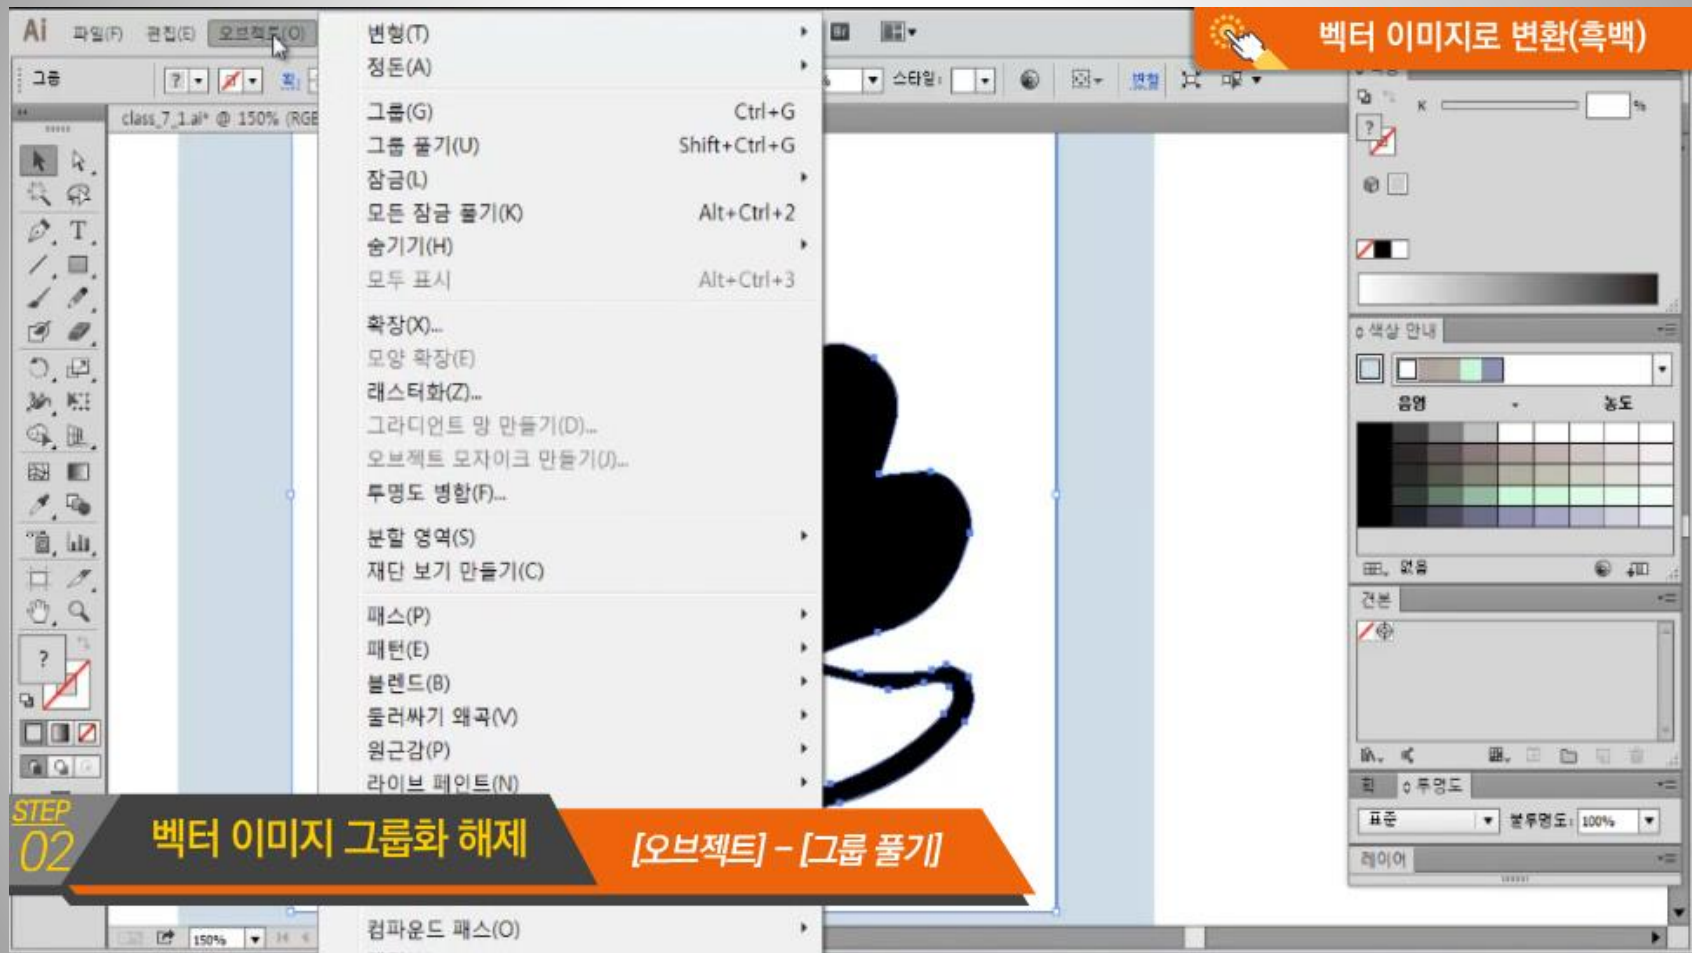 Ai 파일(F) 편집(E) 오브젝트(O)
벡터 이미지로 변환(흑백)
그룹
획:
스타일:
변형
class_7_1.ai* @ 150% (RGB
변형(T)
정돈(A)
그룹(G) Ctrl+G
그룹 풀기(U) Shift+Ctrl+G
잠금(L)
모든 잠금 풀기(K) Alt+Ctrl+2
숨기기(H)
모두 표시 Alt+Ctrl+3
확장(X)...
모양 확장(E)
래스터화(Z)...
그라디언트 망 만들기(D)...
오브젝트 모자이크 만들기(J)...
투명도 병합(F)...
분할 영역(S)
재단 보기 만들기(C)
패스(P)
패턴(E)
블렌드(B)
둘러싸기 왜곡(V)
원근감(P)
라이브 페인트(N)
컴파운드 패스(O)
K %
색상 안내
음영 농도
없음
견본
획 투명도
표준 불투명도: 100%
레이어
STEP
02
벡터 이미지 그룹화 해제
[오브젝트] – [그룹 풀기]
150%